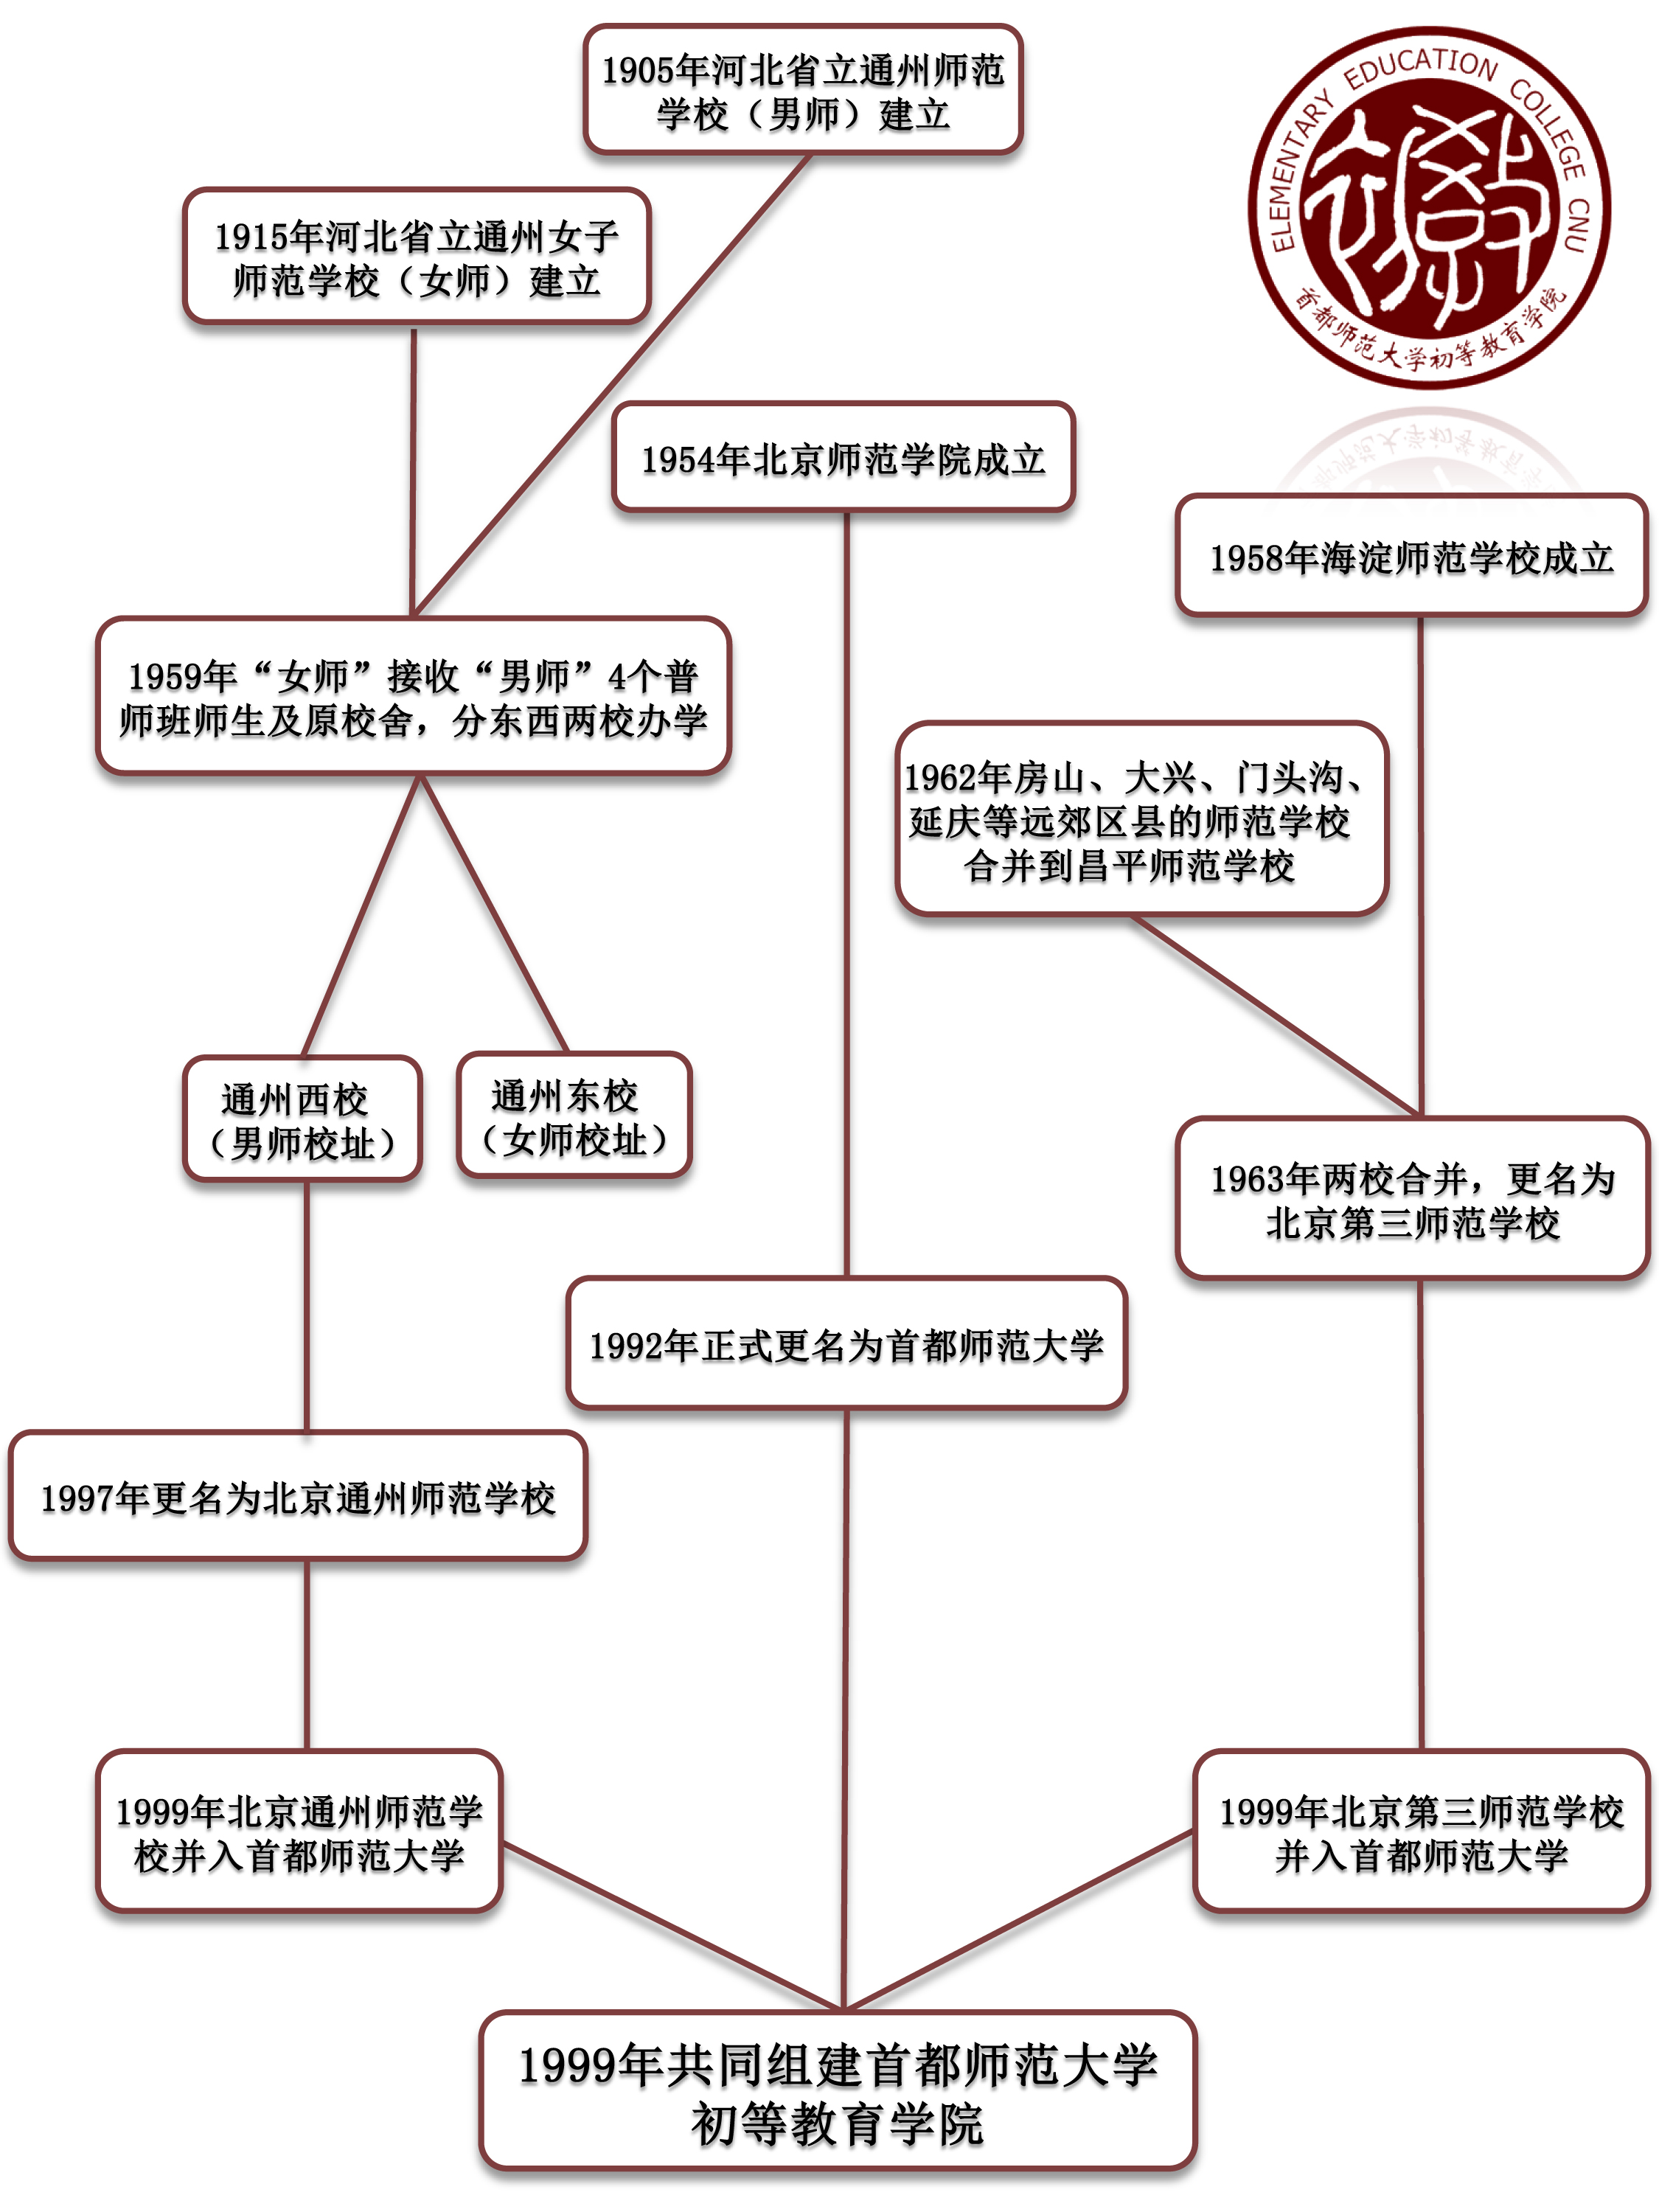 1905年河北省立通州师范
学校（男师）建立
ELEMENTARY EDUCATION COLLEGE CNU
首都师范大学初等教育学院
1915年河北省立通州女子
师范学校（女师）建立
1954年北京师范学院成立
1958年海淀师范学校成立
1959年“女师”接收“男师”4个普
师班师生及原校舍，分东西两校办学
1962年房山、大兴、门头沟、
延庆等远郊区县的师范学校
合并到昌平师范学校
通州西校
（男师校址）
通州东校
（女师校址）
1963年两校合并，更名为
北京第三师范学校
1992年正式更名为首都师范大学
1997年更名为北京通州师范学校
1999年北京通州师范学
校并入首都师范大学
1999年北京第三师范学校
并入首都师范大学
1999年共同组建首都师范大学
初等教育学院